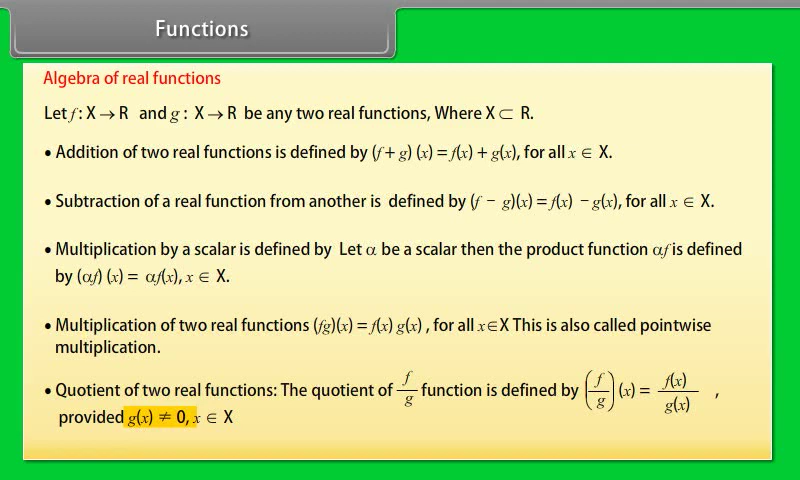 Functions
Algebra of real functions
Let f : X → R and g : X → R be any two real functions, Where X ⊂ R.
• Addition of two real functions is defined by (f + g) (x) = f(x) + g(x), for all x ∈ X.
• Subtraction of a real function from another is defined by (f − g)(x) = f(x) − g(x), for all x ∈ X.
• Multiplication by a scalar is defined by Let α be a scalar then the product function αf is defined
by (αf) (x) = αf(x), x ∈ X.
• Multiplication of two real functions (fg)(x) = f(x) g(x) , for all x∈X This is also called pointwise
multiplication.
• Quotient of two real functions: The quotient of f/g function is defined by (f/g) (x) = f(x)/g(x) ,
provided g(x) ≠ 0, x ∈ X